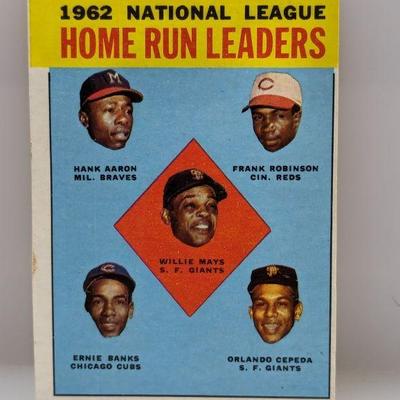 1962 NATIONAL LEAGUE
HOME RUN LEADERS
HANK AARON
MIL. BRAVES
FRANK ROBINSON
CIN. REDS
WILLIE MAYS
S. F. GIANTS
ERNIE BANKS
CHICAGO CUBS
ORLANDO CEPEDA
S. F. GIANTS